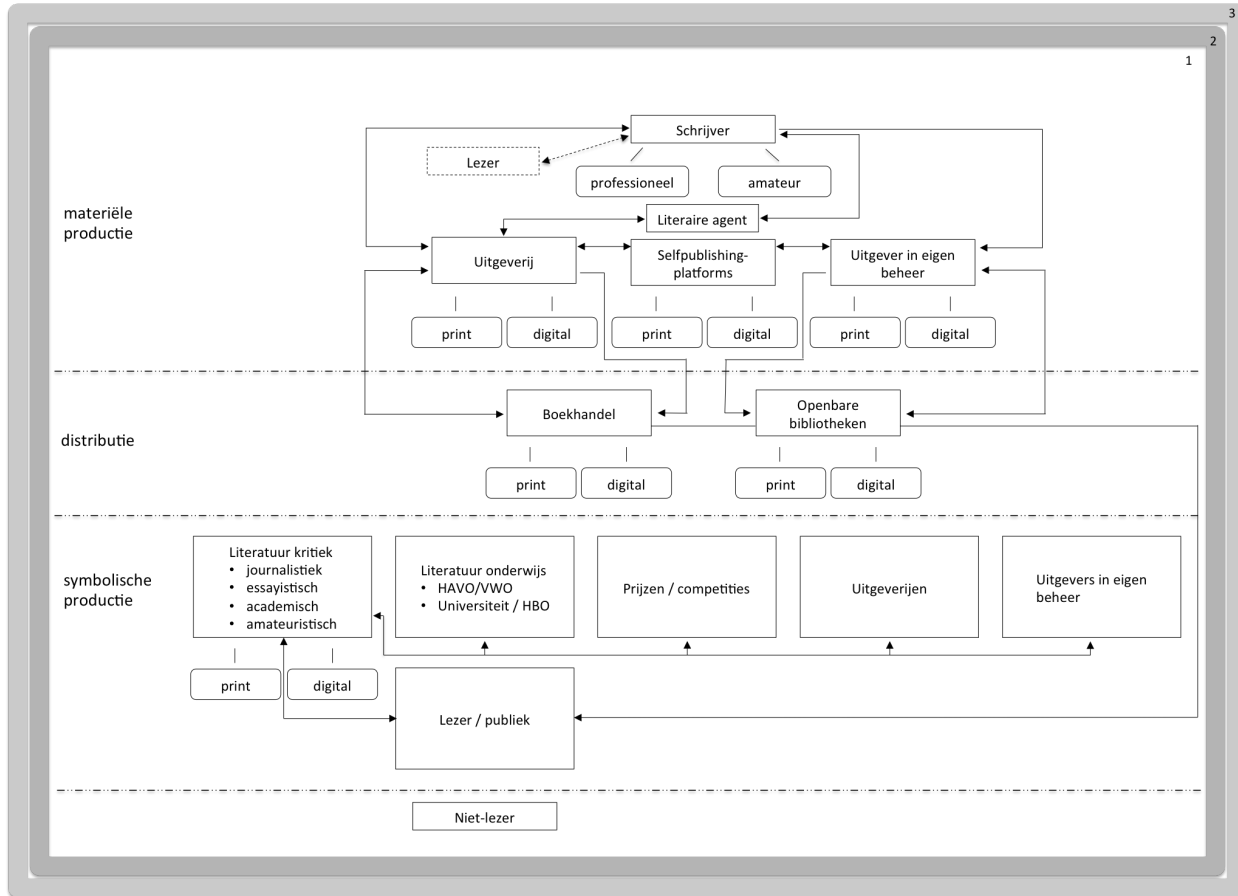 3
2
1
Schrijver
Lezer
professioneel
amateur
materiële
productie
Literaire agent
Uitgeverij
Selfpublishing-
platforms
Uitgever in eigen
beheer
print
digital
print
digital
print
digital
distributie
Boekhandel
Openbare
bibliotheken
print
digital
print
digital
symbolische
productie
Literatuur kritiek
• journalistiek
• essayistisch
• academisch
• amateuristisch
Literatuur onderwijs
• HAVO/VWO
• Universiteit / HBO
Prijzen / competities
Uitgeverijen
Uitgevers in eigen
beheer
print
digital
Lezer / publiek
Niet-lezer